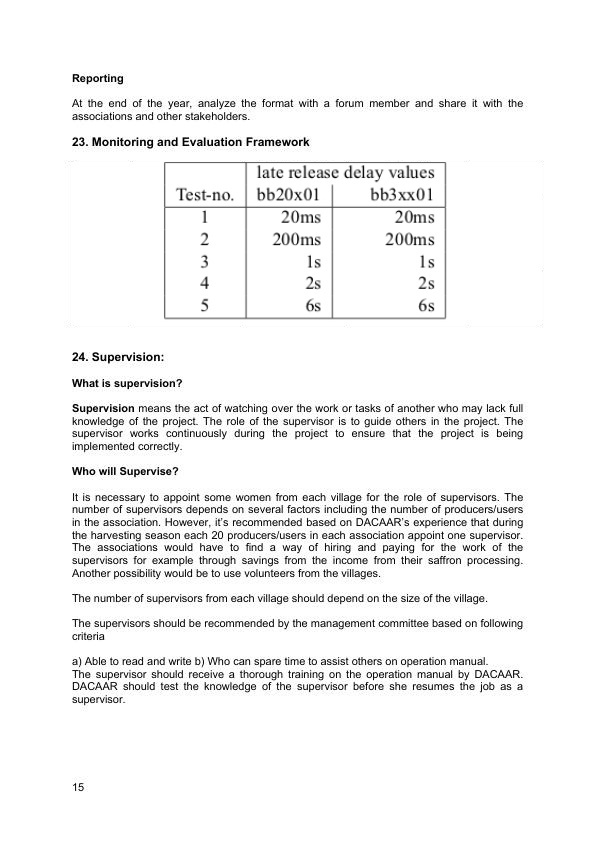 Reporting
At the end of the year, analyze the format with a forum member and share it with the
associations and other stakeholders.
23. Monitoring and Evaluation Framework
late release delay values
Test-no. bb20x01 bb3xx01
1 20ms 20ms
2 200ms 200ms
3 1s 1s
4 2s 2s
5 6s 6s
24. Supervision:
What is supervision?
Supervision means the act of watching over the work or tasks of another who may lack full
knowledge of the project. The role of the supervisor is to guide others in the project. The
supervisor works continuously during the project to ensure that the project is being
implemented correctly.
Who will Supervise?
It is necessary to appoint some women from each village for the role of supervisors. The
number of supervisors depends on several factors including the number of producers/users
in the association. However, it’s recommended based on DACAAR’s experience that during
the harvesting season each 20 producers/users in each association appoint one supervisor.
The associations would have to find a way of hiring and paying for the work of the
supervisors for example through savings from the income from their saffron processing.
Another possibility would be to use volunteers from the villages.
The number of supervisors from each village should depend on the size of the village.
The supervisors should be recommended by the management committee based on following
criteria
a) Able to read and write b) Who can spare time to assist others on operation manual.
The supervisor should receive a thorough training on the operation manual by DACAAR.
DACAAR should test the knowledge of the supervisor before she resumes the job as a
supervisor.
15